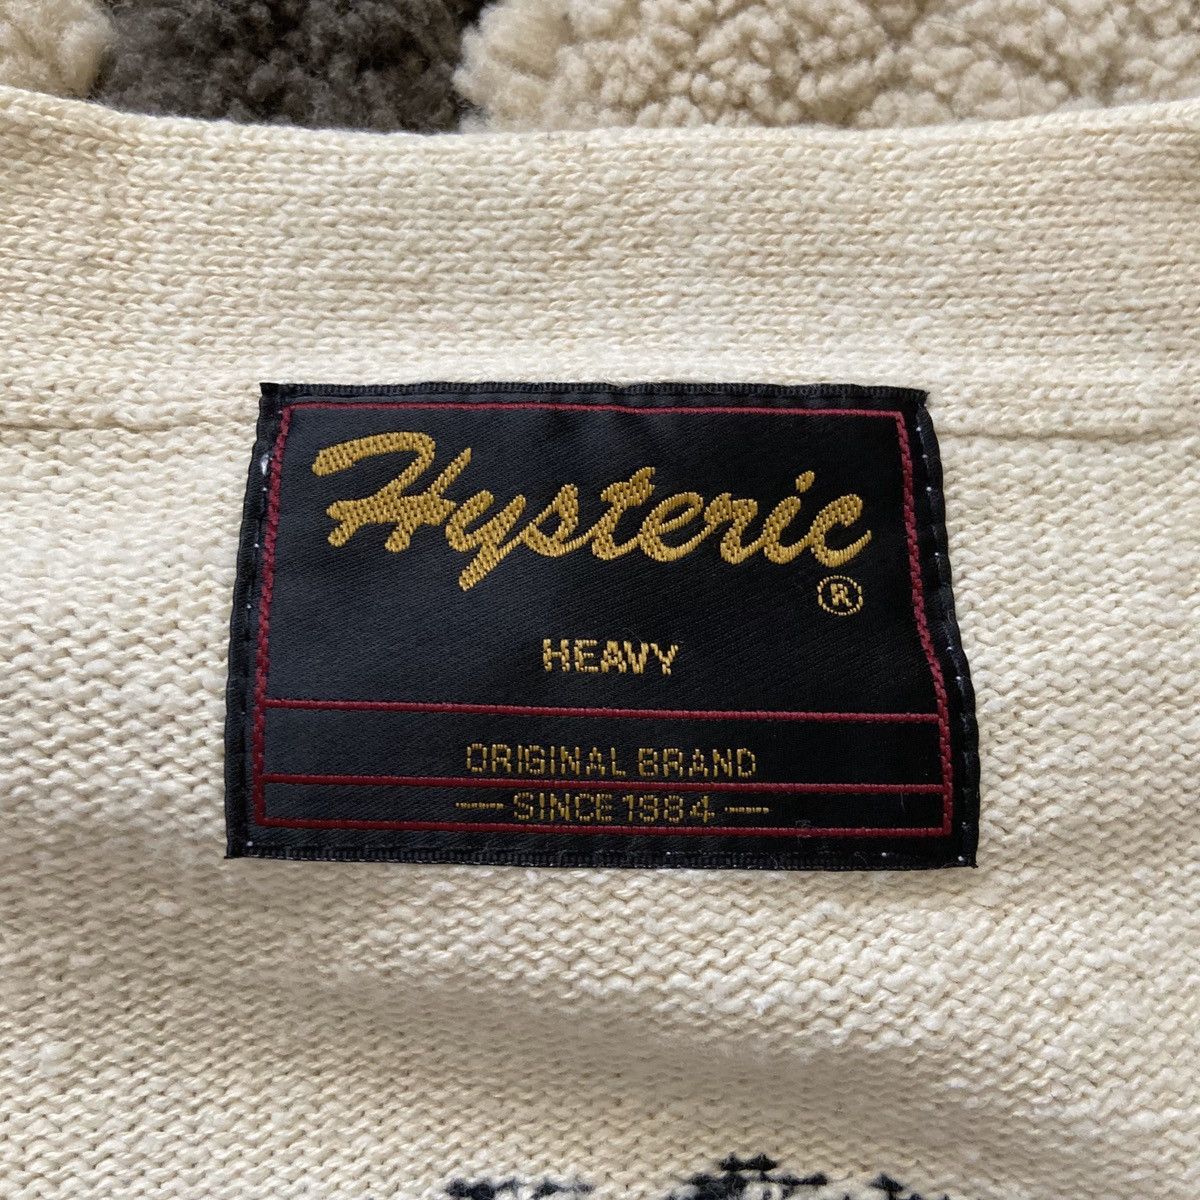 Hysteric
®
HEAVY
ORIGINAL BRAND
— SINCE 1984 —